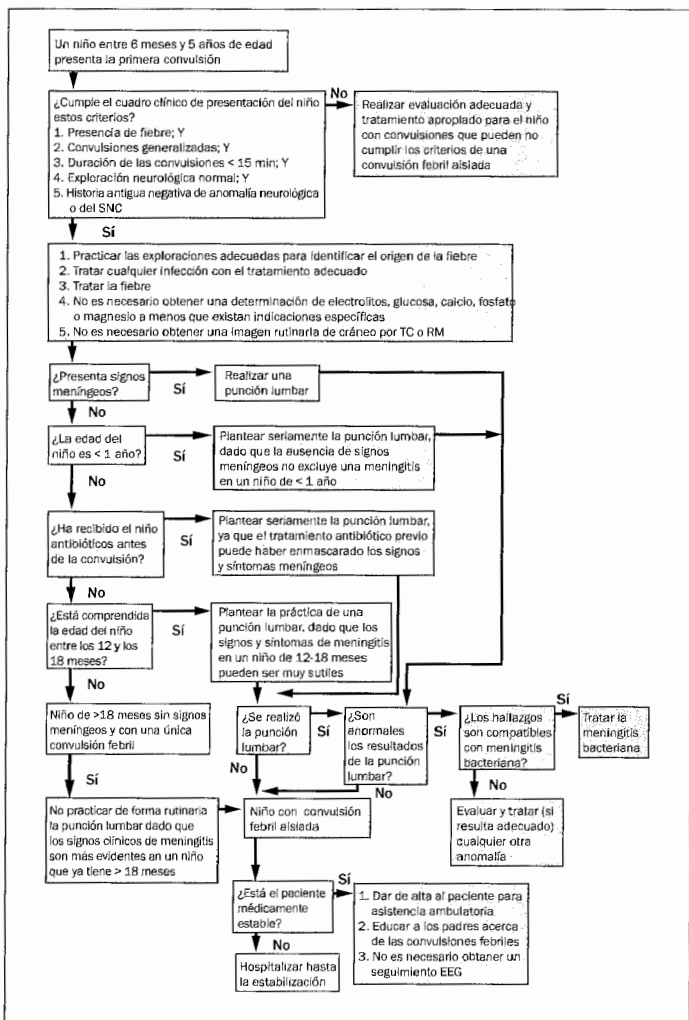 Un niño entre 6 meses y 5 años de edad
presenta la primera convulsión
¿Cumple el cuadro clínico de presentación del niño
estos criterios?
1. Presencia de fiebre; Y
2. Convulsiones generalizadas; Y
3. Duración de las convulsiones < 15 min; Y
4. Exploración neurológica normal; Y
5. Historia antigua negativa de anomalía neurológica
o del SNC
No
Realizar evaluación adecuada y
tratamiento apropiado para el niño
con convulsiones que pueden no
cumplir los criterios de una
convulsión febril aislada
Sí
1. Practicar las exploraciones adecuadas para identificar el origen de la fiebre
2. Tratar cualquier infección con el tratamiento adecuado
3. Tratar la fiebre
4. No es necesario obtener una determinación de electrolitos, glucosa, calcio, fosfato
o magnesio a menos que existan indicaciones específicas
5. No es necesario obtener una imagen rutinaria de cráneo por TC o RM
¿Presenta signos
meníngeos?
Sí
Realizar una
punción lumbar
No
¿La edad del
niño es < 1 año?
Sí
Plantear seriamente la punción lumbar,
dado que la ausencia de signos
meníngeos no excluye una meningitis
en un niño de < 1 año
No
¿Ha recibido el niño
antibióticos antes
de la convulsión?
Sí
Plantear seriamente la punción lumbar,
ya que el tratamiento antibiótico previo
puede haber enmascarado los signos
y síntomas meníngeos
No
¿Está comprendida
la edad del niño
entre los 12 y los
18 meses?
Sí
Plantear la práctica de una
punción lumbar, dado que los
signos y síntomas de meningitis
en un niño de 12-18 meses
pueden ser muy sutiles
No
Niño de >18 meses sin signos
meníngeos y con una única
convulsión febril
¿Se realizó
la punción
lumbar?
Sí
¿Son
anormales
los resultados
de la punción
lumbar?
Sí
¿Los hallazgos
son compatibles
con meningitis
bacteriana?
Sí
Tratar la
meningitis
bacteriana
Sí
No
No
No
No practicar de forma rutinaria
la punción lumbar dado que
los signos clínicos de meningitis
son más evidentes an un niño
que ya tiene > 18 meses
Niño con convulsión
febril aislada
Evaluar y tratar (si
resulta adecuado)
cualquier otra
anomalía
¿Está el paciente
médicamente
estable?
Sí
1. Dar de alta al paciente para
asistencia ambulatoria
2. Educar a los padres acerca
de las convulsiones febriles
3. No es necesario obtaner un
seguimiento EEG
No
Hospitalizar hasta
la estabilización